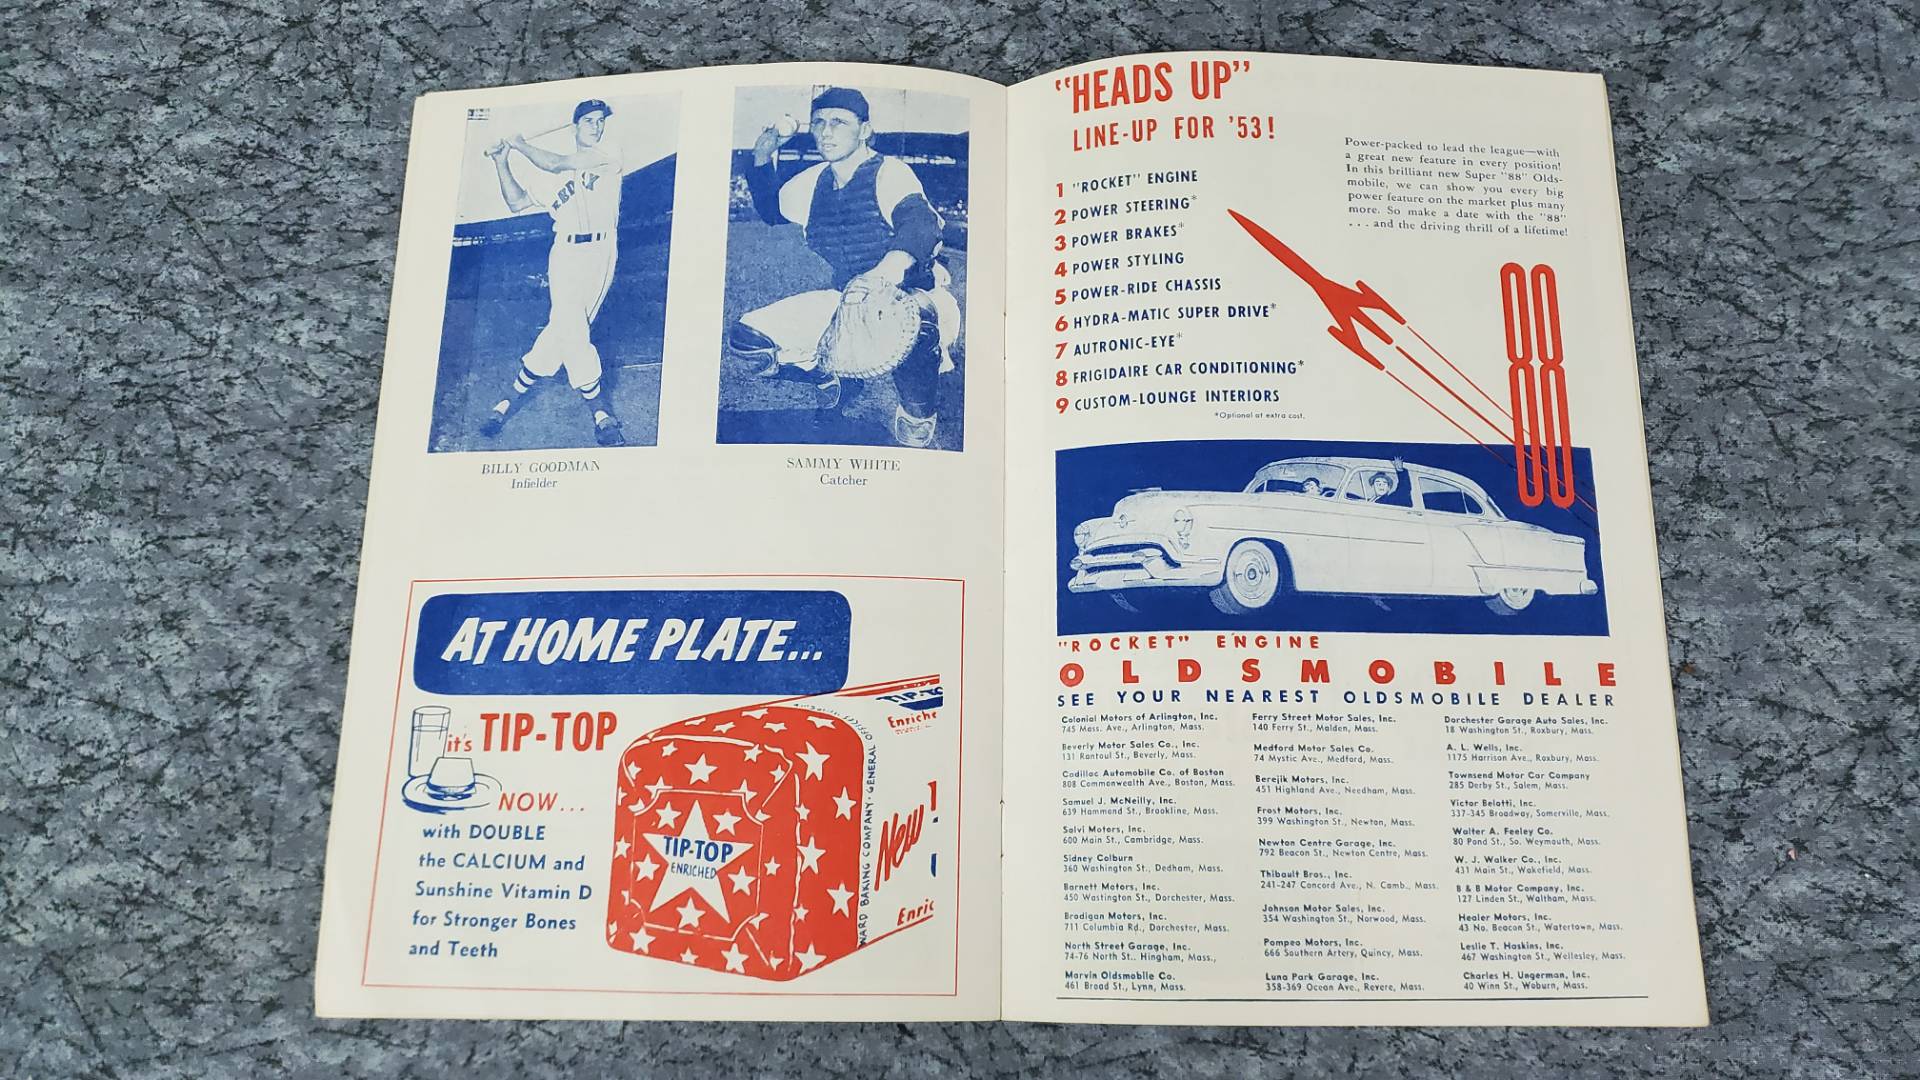 BILLY GOODMAN
Infielder
SAMMY WHITE
Catcher
AT HOME PLATE...
it's TIP-TOP
NOW...
with DOUBLE
the CALCIUM and
Sunshine Vitamin D
for Stronger Bones
and Teeth
TIP-TOP
ENRICHED
WARD BAKING COMPANY · GENERAL OFFICE
TIP-TO
Enriche
New
Enric
"HEADS UP"
LINE-UP FOR '53!
1 "ROCKET" ENGINE
2 POWER STEERING*
3 POWER BRAKES*
4 POWER STYLING
5 POWER-RIDE CHASSIS
6 HYDRA-MATIC SUPER DRIVE*
7 AUTRONIC-EYE*
8 FRIGIDAIRE CAR CONDITIONING*
9 CUSTOM-LOUNGE INTERIORS
*Optional at extra cost.
Power-packed to lead the league—with
a great new feature in every position!
In this brilliant new Super "88" Olds-
mobile, we can show you every big
power feature on the market plus many
more. So make a date with the "88"
. . . and the driving thrill of a lifetime!
88
"ROCKET" ENGINE
OLDSMOBILE
SEE YOUR NEAREST OLDSMOBILE DEALER
Colonial Motors of Arlington, Inc.
745 Mass. Ave., Arlington, Mass.
Beverly Motor Sales Co., Inc.
131 Rantoul St., Beverly, Mass.
Cadillac Automobile Co. of Boston
808 Commonwealth Ave., Boston, Mass.
Samuel J. McNeilly, Inc.
639 Hammond St., Brookline, Mass.
Salvi Motors, Inc.
600 Main St., Cambridge, Mass.
Sidney Colburn
360 Washington St., Dedham, Mass.
Barnett Motors, Inc.
450 Wastington St., Dorchester, Mass.
Brodigan Motors, Inc.
711 Columbia Rd., Dorchester, Mass.
North Street Garage, Inc.
74-76 North St.. Hingham, Mass.,
Marvin Oldsmobile Co.
461 Broad St., Lynn, Mass.
Ferry Street Motor Sales, Inc.
140 Ferry St., Malden, Mass.
Medford Motor Sales Co.
74 Mystic Ave., Medford, Mass.
Berejik Motors, Inc.
451 Highland Ave., Needham, Mass.
Frost Motors, Inc.
399 Washington St., Newton, Mass.
Newton Centre Garage, Inc.
792 Beacon St., Newton Centre, Mass.
Thibault Bros., Inc.
241-247 Concord Ave., N. Camb., Mass.
Johnson Motor Sales, Inc.
354 Washington St., Norwood, Mass.
Pompeo Motors, Inc.
666 Southern Artery, Quincy, Mass.
Luna Park Garage, Inc.
358-369 Ocean Ave., Revere, Mass.
Dorchester Garage Auto Sales, Inc.
18 Washington St., Roxbury, Mass.
A. L. Wells, Inc.
1175 Harrison Ave., Roxbury, Mass.
Townsend Motor Car Company
285 Derby St., Salem, Mass.
Victor Belotti, Inc.
337-345 Broadway, Somerville, Mass.
Walter A. Feeley Co.
80 Pond St., So. Weymouth, Mass.
W. J. Walker Co., Inc.
431 Main St., Wakefield, Mass.
B & B Motor Company, Inc.
127 Linden St., Waltham, Mass.
Healer Motors, Inc.
43 No. Beacon St., Watertown, Mass.
Leslie T. Haskins, Inc.
467 Washington St., Wellesley, Mass.
Charles H. Ungerman, Inc.
40 Winn St., Woburn, Mass.